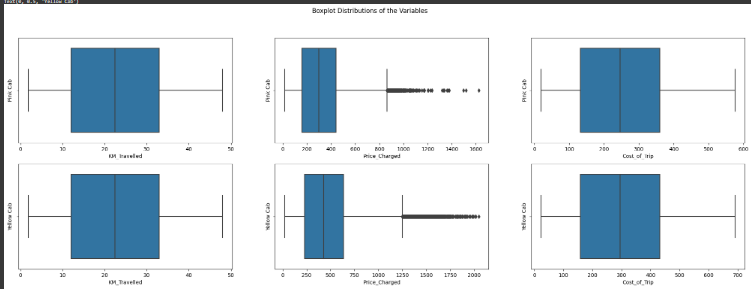 Text(0, 0.5, 'Yellow Cab')
Boxplot Distributions of the Variables
Pink Cab
0 10 20 30 40 50
KM_Travelled
Pink Cab
0 200 400 600 800 1000 1200 1400 1600
Price_Charged
Pink Cab
0 100 200 300 400 500 600
Cost_of_Trip
Yellow Cab
0 10 20 30 40 50
KM_Travelled
Yellow Cab
0 250 500 750 1000 1250 1500 1750 2000
Price_Charged
Yellow Cab
0 100 200 300 400 500 600 700
Cost_of_Trip